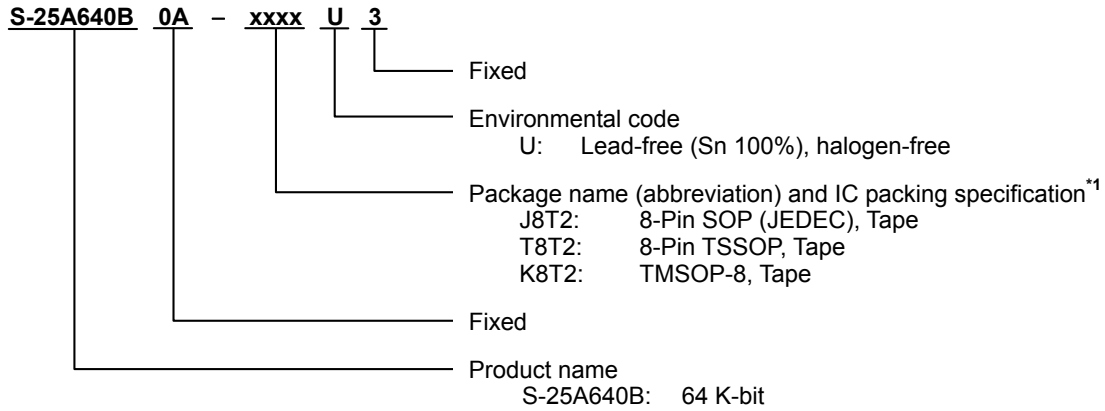 S-25A640B 0A – xxxx U 3
Fixed
Environmental code
U: Lead-free (Sn 100%), halogen-free
Package name (abbreviation) and IC packing specification*1
J8T2: 8-Pin SOP (JEDEC), Tape
T8T2: 8-Pin TSSOP, Tape
K8T2: TMSOP-8, Tape
Fixed
Product name
S-25A640B: 64 K-bit